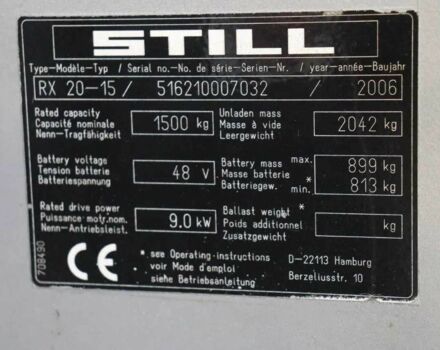 STILL
Type-Modèle-Typ / Serial no.-No. de série-Serien-Nr. / year-année-Baujahr
RX 20-15 / 516210007032 / 2006
Rated capacity
Capacité nominale
Nenn-Tragfähigkeit
1500 kg
Unladen mass
Masse à vide
Leergewicht
2042 kg
Battery voltage
Tension batterie
Batteriespannung
48 V
Battery mass max.
Masse batterie *
Batteriegew. min.
899 kg
813 kg
Rated drive power
Puissance motr.nom.
Nenn-Antriebsleist.
9.0 kW
Ballast weight *
Poids additionnel
Zusatzgewicht
kg
709490
CE
* see Operating-instructions
voir Mode d'emploi
siehe Betriebsanleitung
D-22113 Hamburg
Berzeliusstr. 10